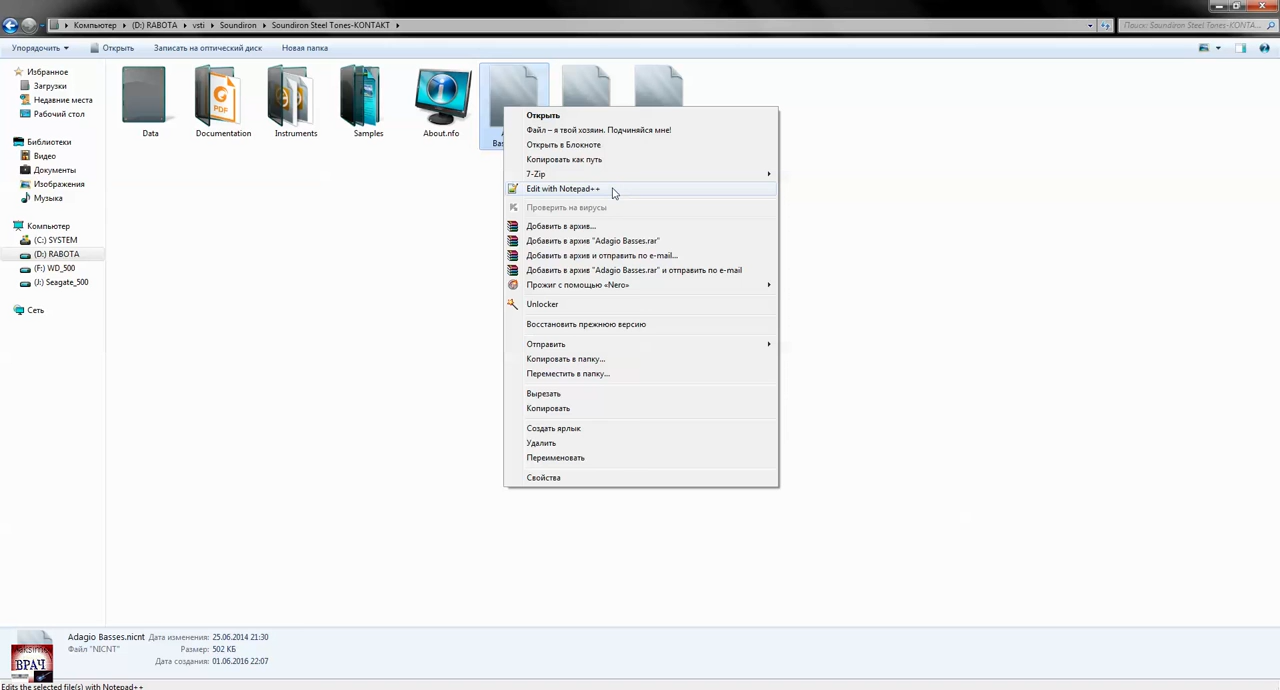 Компьютер ▸ (D:) RABOTA ▸ vsti ▸ Soundiron ▸ Soundiron Steel Tones-KONTAKT ▸
Поиск: Soundiron Steel Tones-KONTA...
Упорядочить ▾ Открыть Записать на оптический диск Новая папка
Избранное
Загрузки
Недавние места
Рабочий стол
Библиотеки
Видео
Документы
Изображения
Музыка
Компьютер
(C:) SYSTEM
(D:) RABOTA
(F:) WD_500
(J:) Seagate_500
Сеть
PDF
Data
Documentation
Instruments
Samples
About.nfo
Открыть
Файл – я твой хозяин. Подчиняйся мне!
Открыть в Блокноте
Копировать как путь
7-Zip
Edit with Notepad++
Проверить на вирусы
Добавить в архив...
Добавить в архив "Adagio Basses.rar"
Добавить в архив и отправить по e-mail...
Добавить в архив "Adagio Basses.rar" и отправить по e-mail
Прожиг с помощью «Nero»
Unlocker
Восстановить прежнюю версию
Отправить
Копировать в папку...
Переместить в папку...
Вырезать
Копировать
Создать ярлык
Удалить
Переименовать
Свойства
Adagio Basses.nicnt Дата изменения: 25.06.2014 21:30
Файл "NICNT" Размер: 502 КБ
Дата создания: 01.06.2016 22:07
ВРАЧ
Edits the selected file(s) with Notepad++